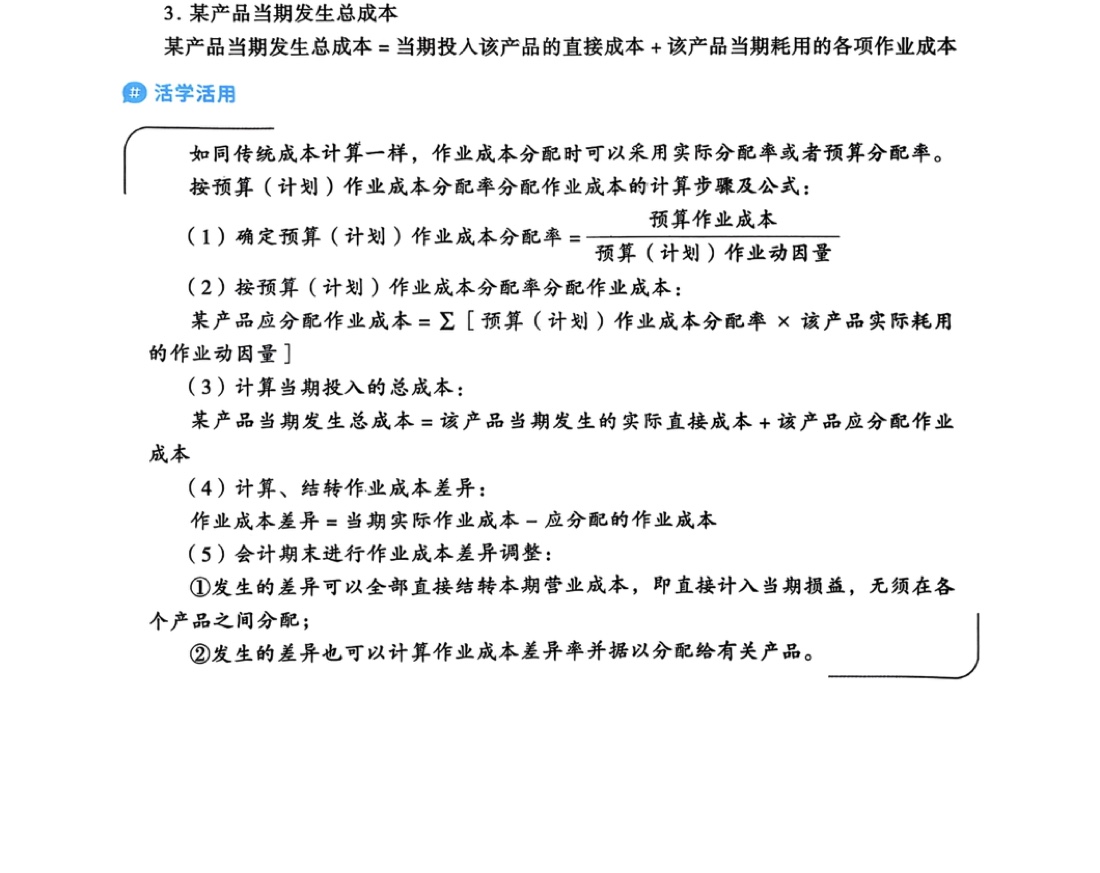 3. 某产品当期发生总成本
某产品当期发生总成本 = 当期投入该产品的直接成本 + 该产品当期耗用的各项作业成本
# 活学活用
如同传统成本计算一样，作业成本分配时可以采用实际分配率或者预算分配率。
按预算（计划）作业成本分配率分配作业成本的计算步骤及公式：
预算作业成本
（1）确定预算（计划）作业成本分配率 =
预算（计划）作业动因量
（2）按预算（计划）作业成本分配率分配作业成本：
某产品应分配作业成本 = ∑［预算（计划）作业成本分配率 × 该产品实际耗用
的作业动因量］
（3）计算当期投入的总成本：
某产品当期发生总成本 = 该产品当期发生的实际直接成本 + 该产品应分配作业
成本
（4）计算、结转作业成本差异：
作业成本差异 = 当期实际作业成本 － 应分配的作业成本
（5）会计期末进行作业成本差异调整：
①发生的差异可以全部直接结转本期营业成本，即直接计入当期损益，无须在各
个产品之间分配；
②发生的差异也可以计算作业成本差异率并据以分配给有关产品。